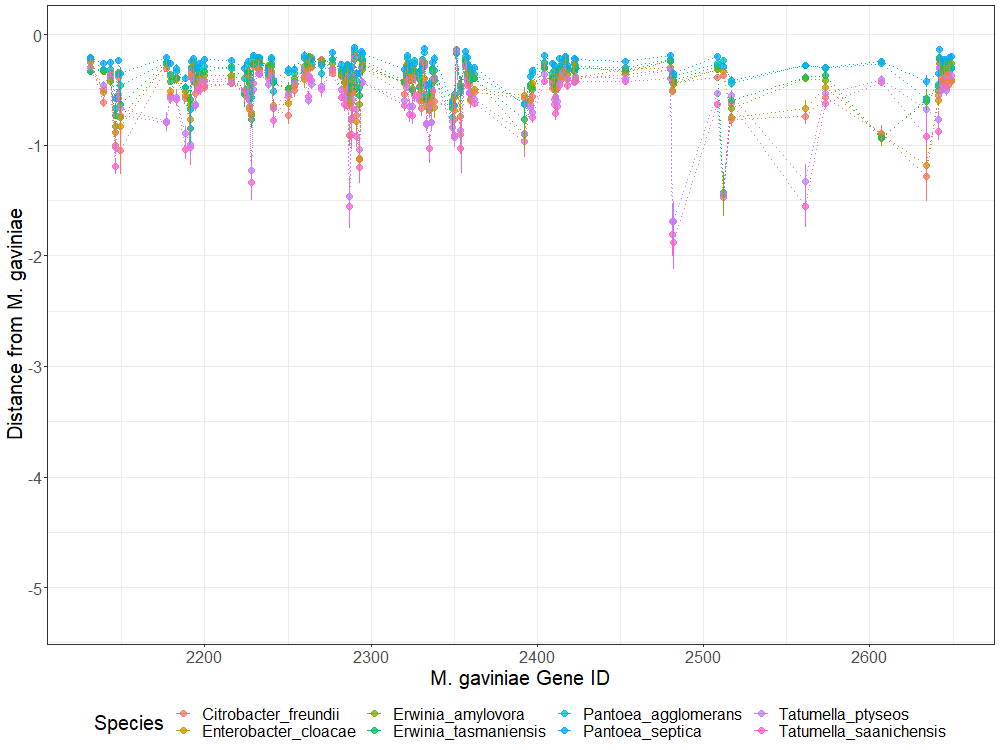 0
-1
-2
-3
-4
-5
Distance from M. gaviniae
2200 2300 2400 2500 2600
M. gaviniae Gene ID
Species
Citrobacter_freundii Erwinia_amylovora Pantoea_agglomerans Tatumella_ptyseos
Enterobacter_cloacae Erwinia_tasmaniensis Pantoea_septica Tatumella_saanichensis